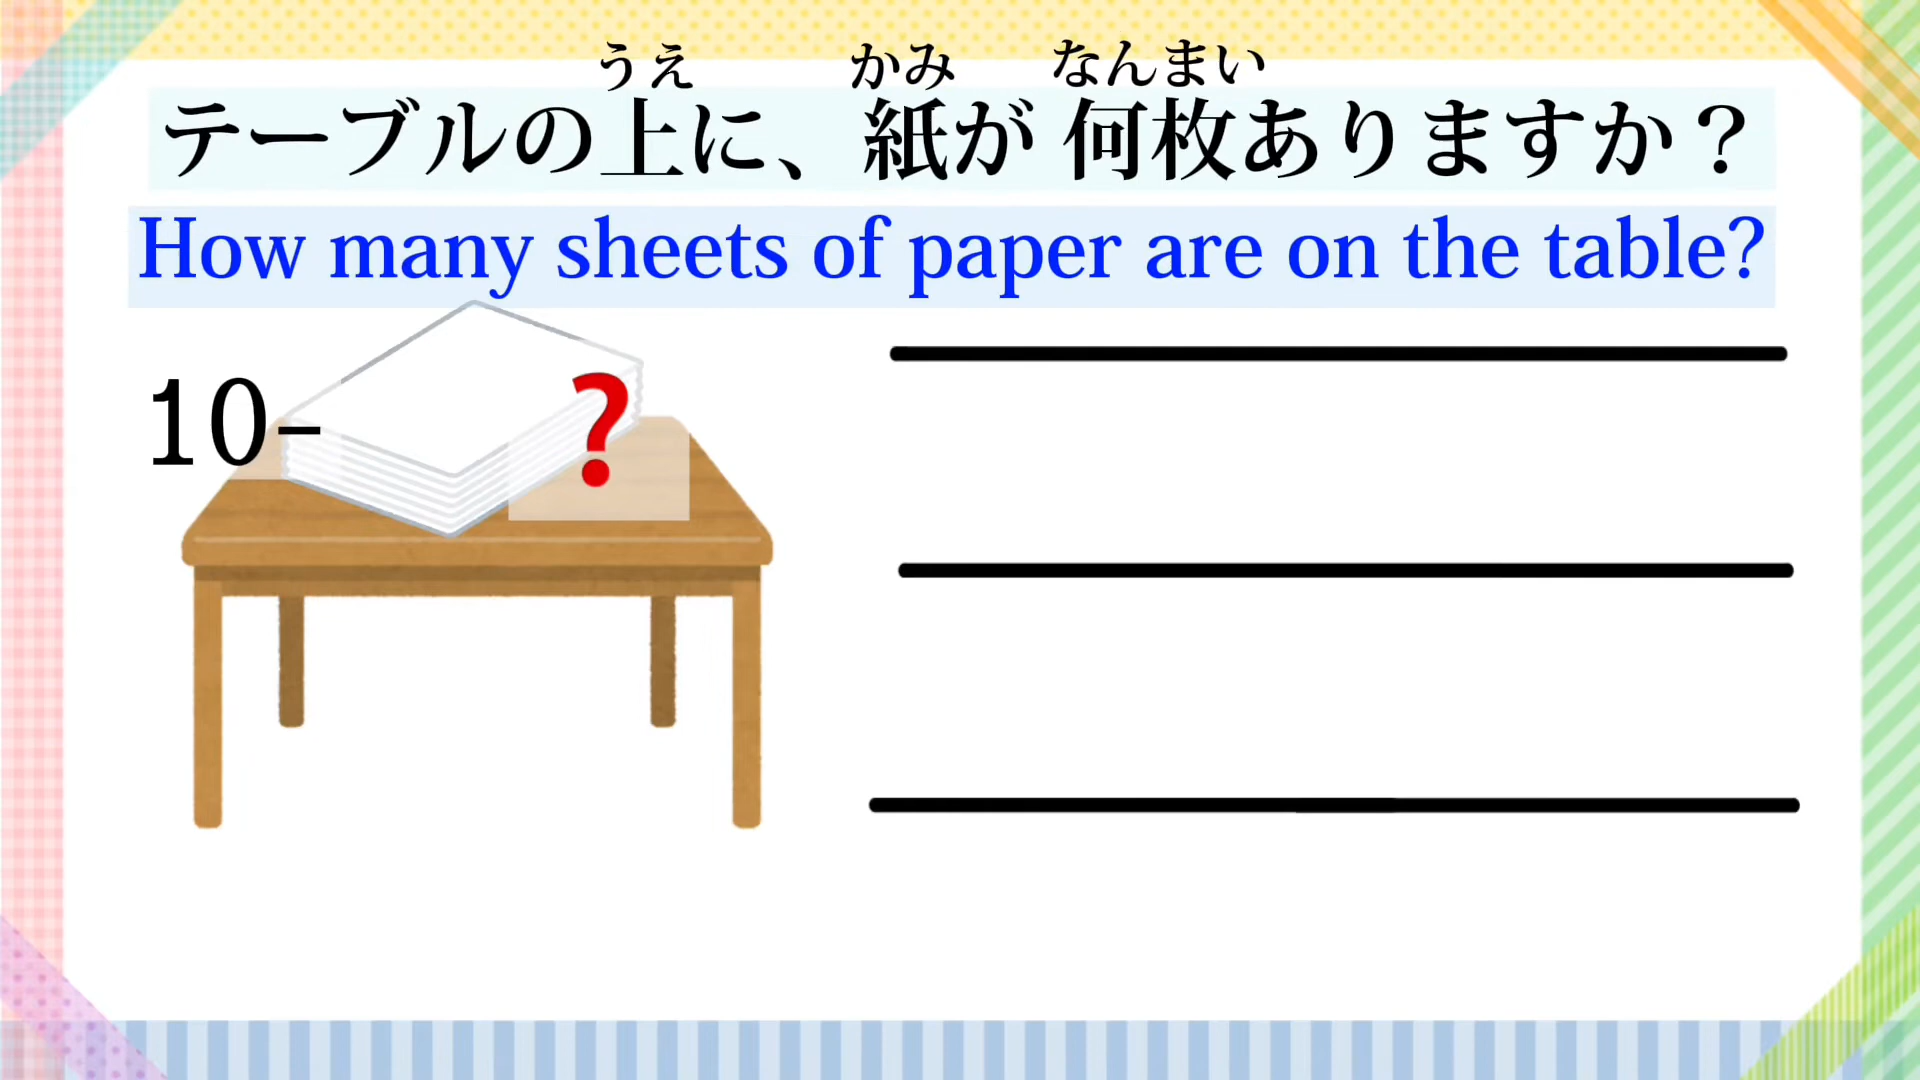 うえ かみ なんまい
テーブルの上に、紙が 何枚ありますか？
How many sheets of paper are on the table?
10-
?